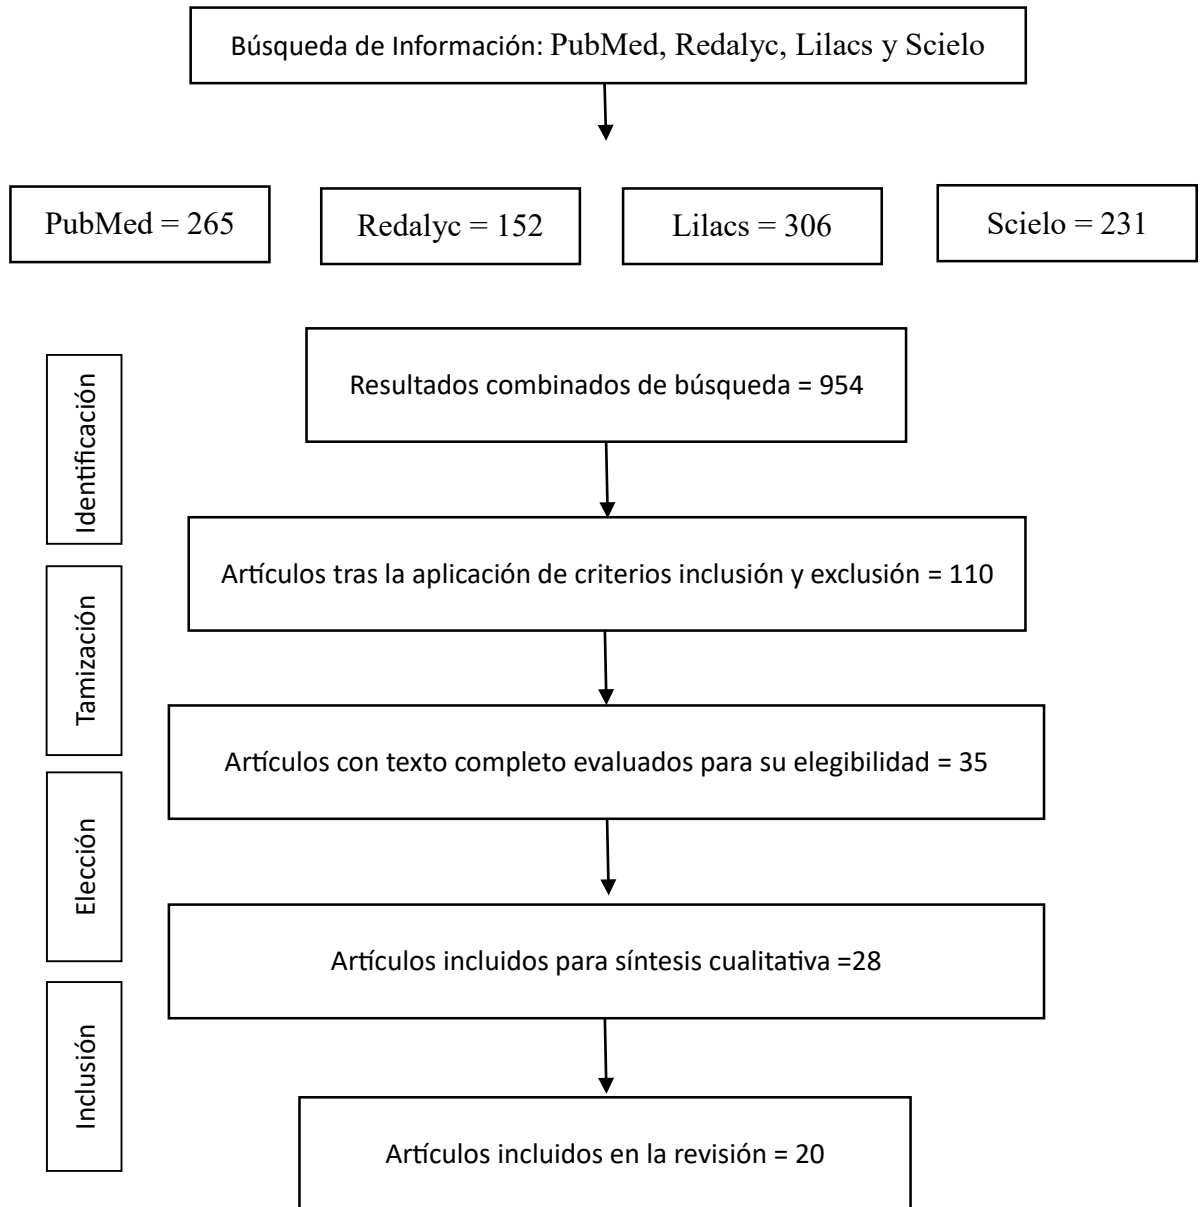 Búsqueda de Información: PubMed, Redalyc, Lilacs y Scielo
PubMed = 265
Redalyc = 152
Lilacs = 306
Scielo = 231
Identificación
Resultados combinados de búsqueda = 954
Artículos tras la aplicación de criterios inclusión y exclusión = 110
Tamización
Artículos con texto completo evaluados para su elegibilidad = 35
Elección
Artículos incluidos para síntesis cualitativa =28
Inclusión
Artículos incluidos en la revisión = 20